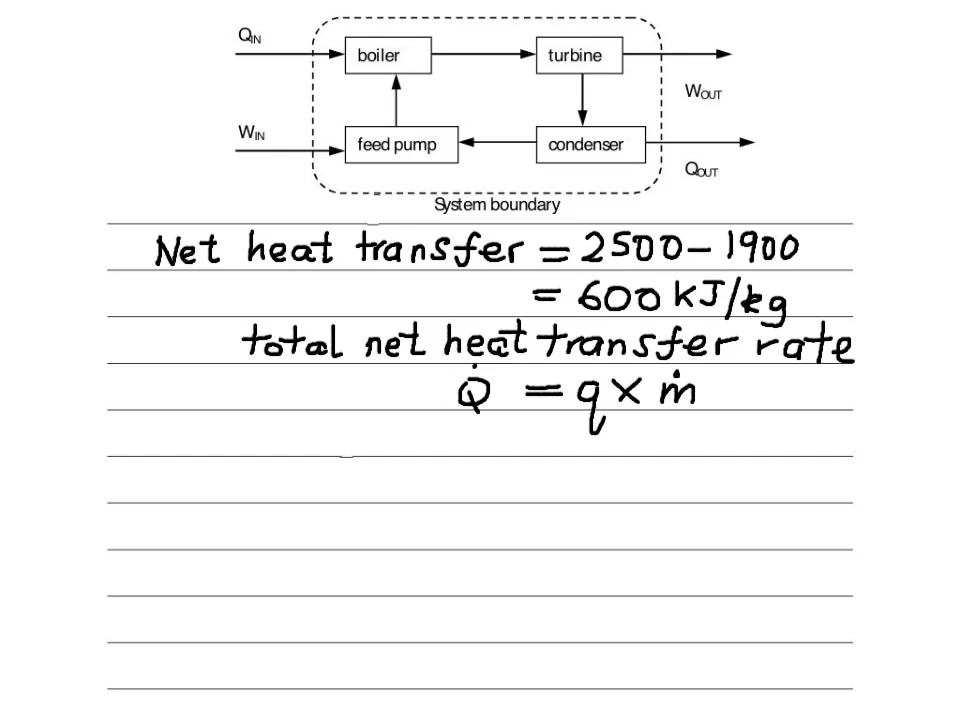 QIN
boiler
turbine
WOUT
WIN
feed pump
condenser
QOUT
System boundary
Net heat transfer = 2500 - 1900
= 600 KJ/kg
total net heat transfer rate
Q̇ = q × ṁ